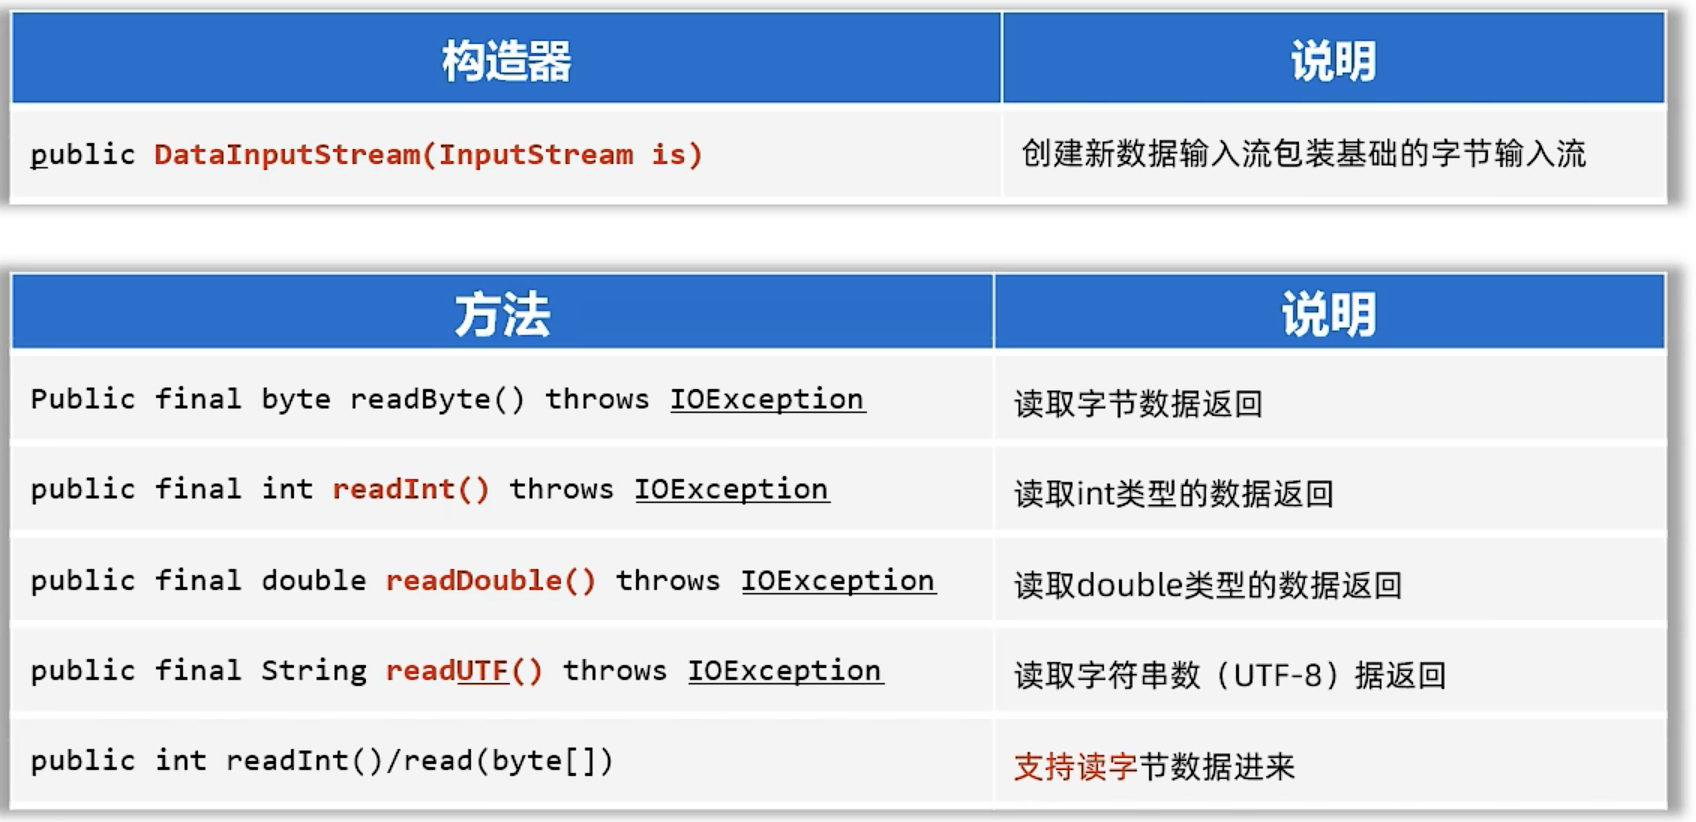 构造器 说明
public DataInputStream(InputStream is) 创建新数据输入流包装基础的字节输入流
方法 说明
Public final byte readByte() throws IOException 读取字节数据返回
public final int readInt() throws IOException 读取int类型的数据返回
public final double readDouble() throws IOException 读取double类型的数据返回
public final String readUTF() throws IOException 读取字符串数（UTF-8）据返回
public int readInt()/read(byte[]) 支持读字节数据进来